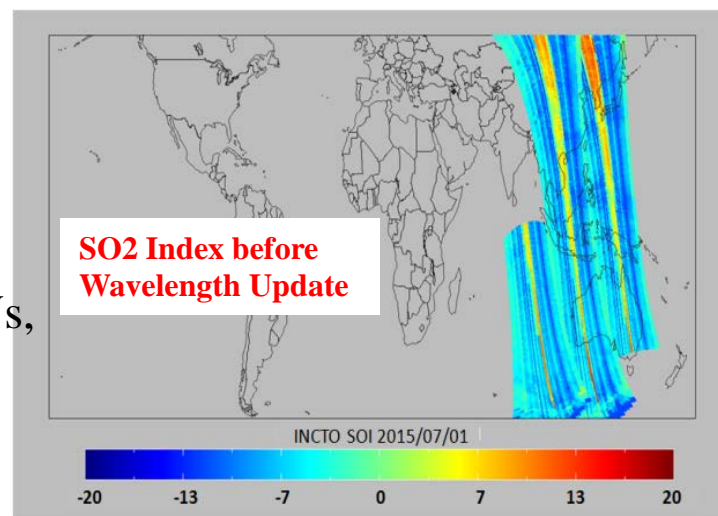 SO2 Index before
Wavelength Update
s,
INCTO SOI 2015/07/01
-20 -13 -7 0 7 13 20